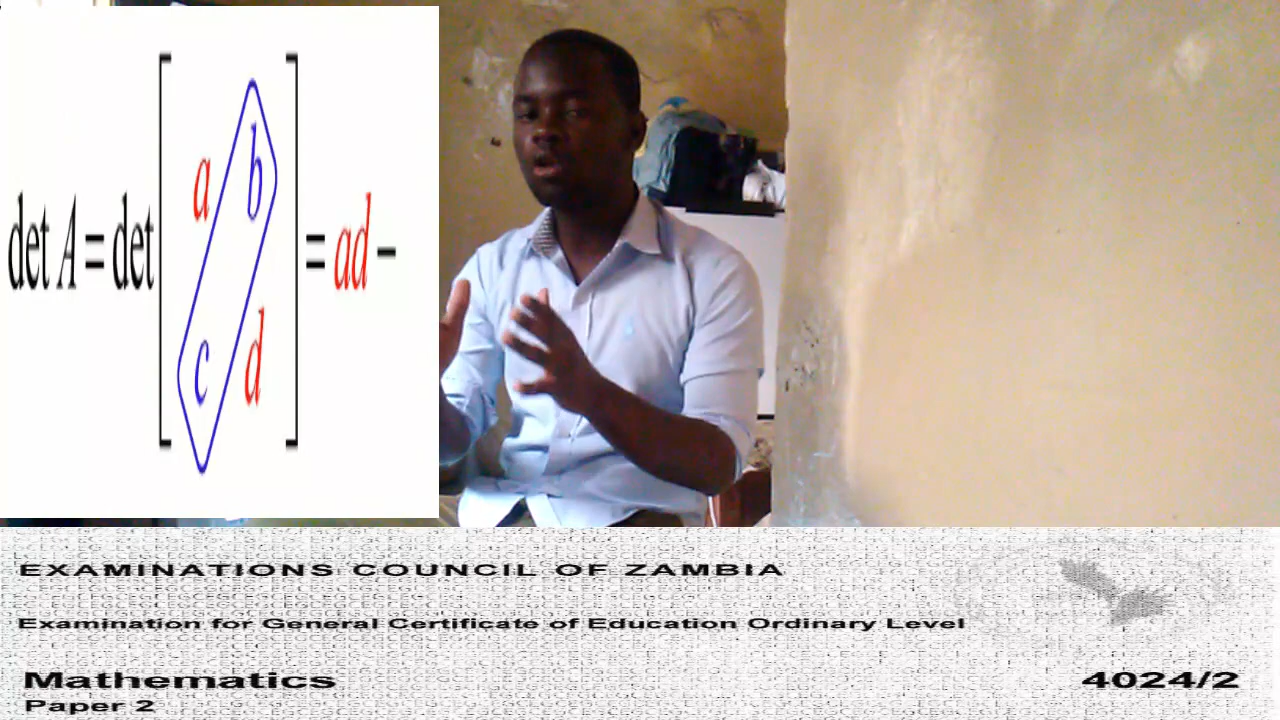 det A = det [ a b
c d ] = ad −
EXAMINATIONS COUNCIL OF ZAMBIA
Examination for General Certificate of Education Ordinary Level
Mathematics
4024/2
Paper 2